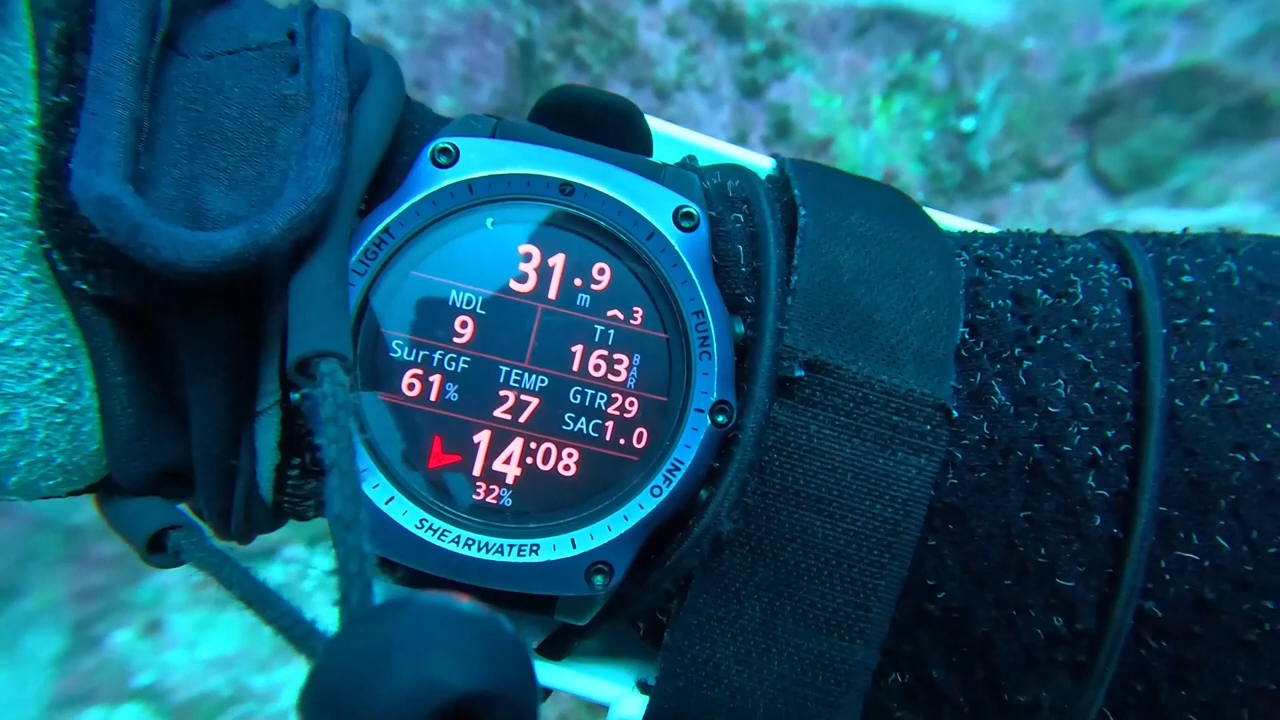 LIGHT
FUNC
INFO
SHEARWATER
31.9
m
3
NDL
9
T1
163 BAR
SurfGF
61%
TEMP
27
GTR29
SAC1.0
14:08
32%